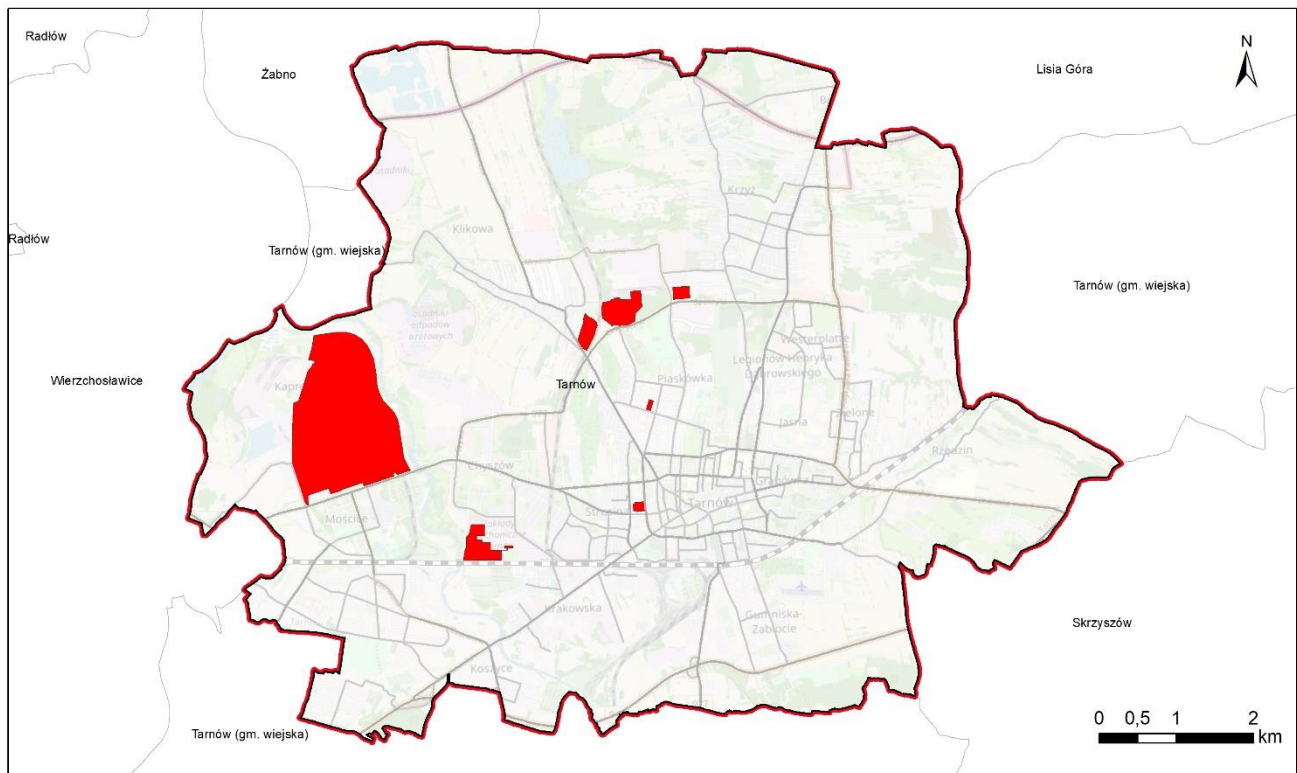 Radłów
Żabno
N
Lisia Góra
Krzyż
Klikowa
Radłów
Tarnów (gm. wiejska)
Tarnów (gm. wiejska)
osadniki
odpadów
Westerplatte
Legionów Henryka
Dąbrowskiego
Wierzchosławice
Tarnów
Piaskówka
Jasna
Zielone
Chyszów
Rzędzin
Mościce
Tarnów
Krakowska
Gumniska-
Zabłocie
Skrzyszów
Koszyce
Tarnów (gm. wiejska)
0 0,5 1 2
km